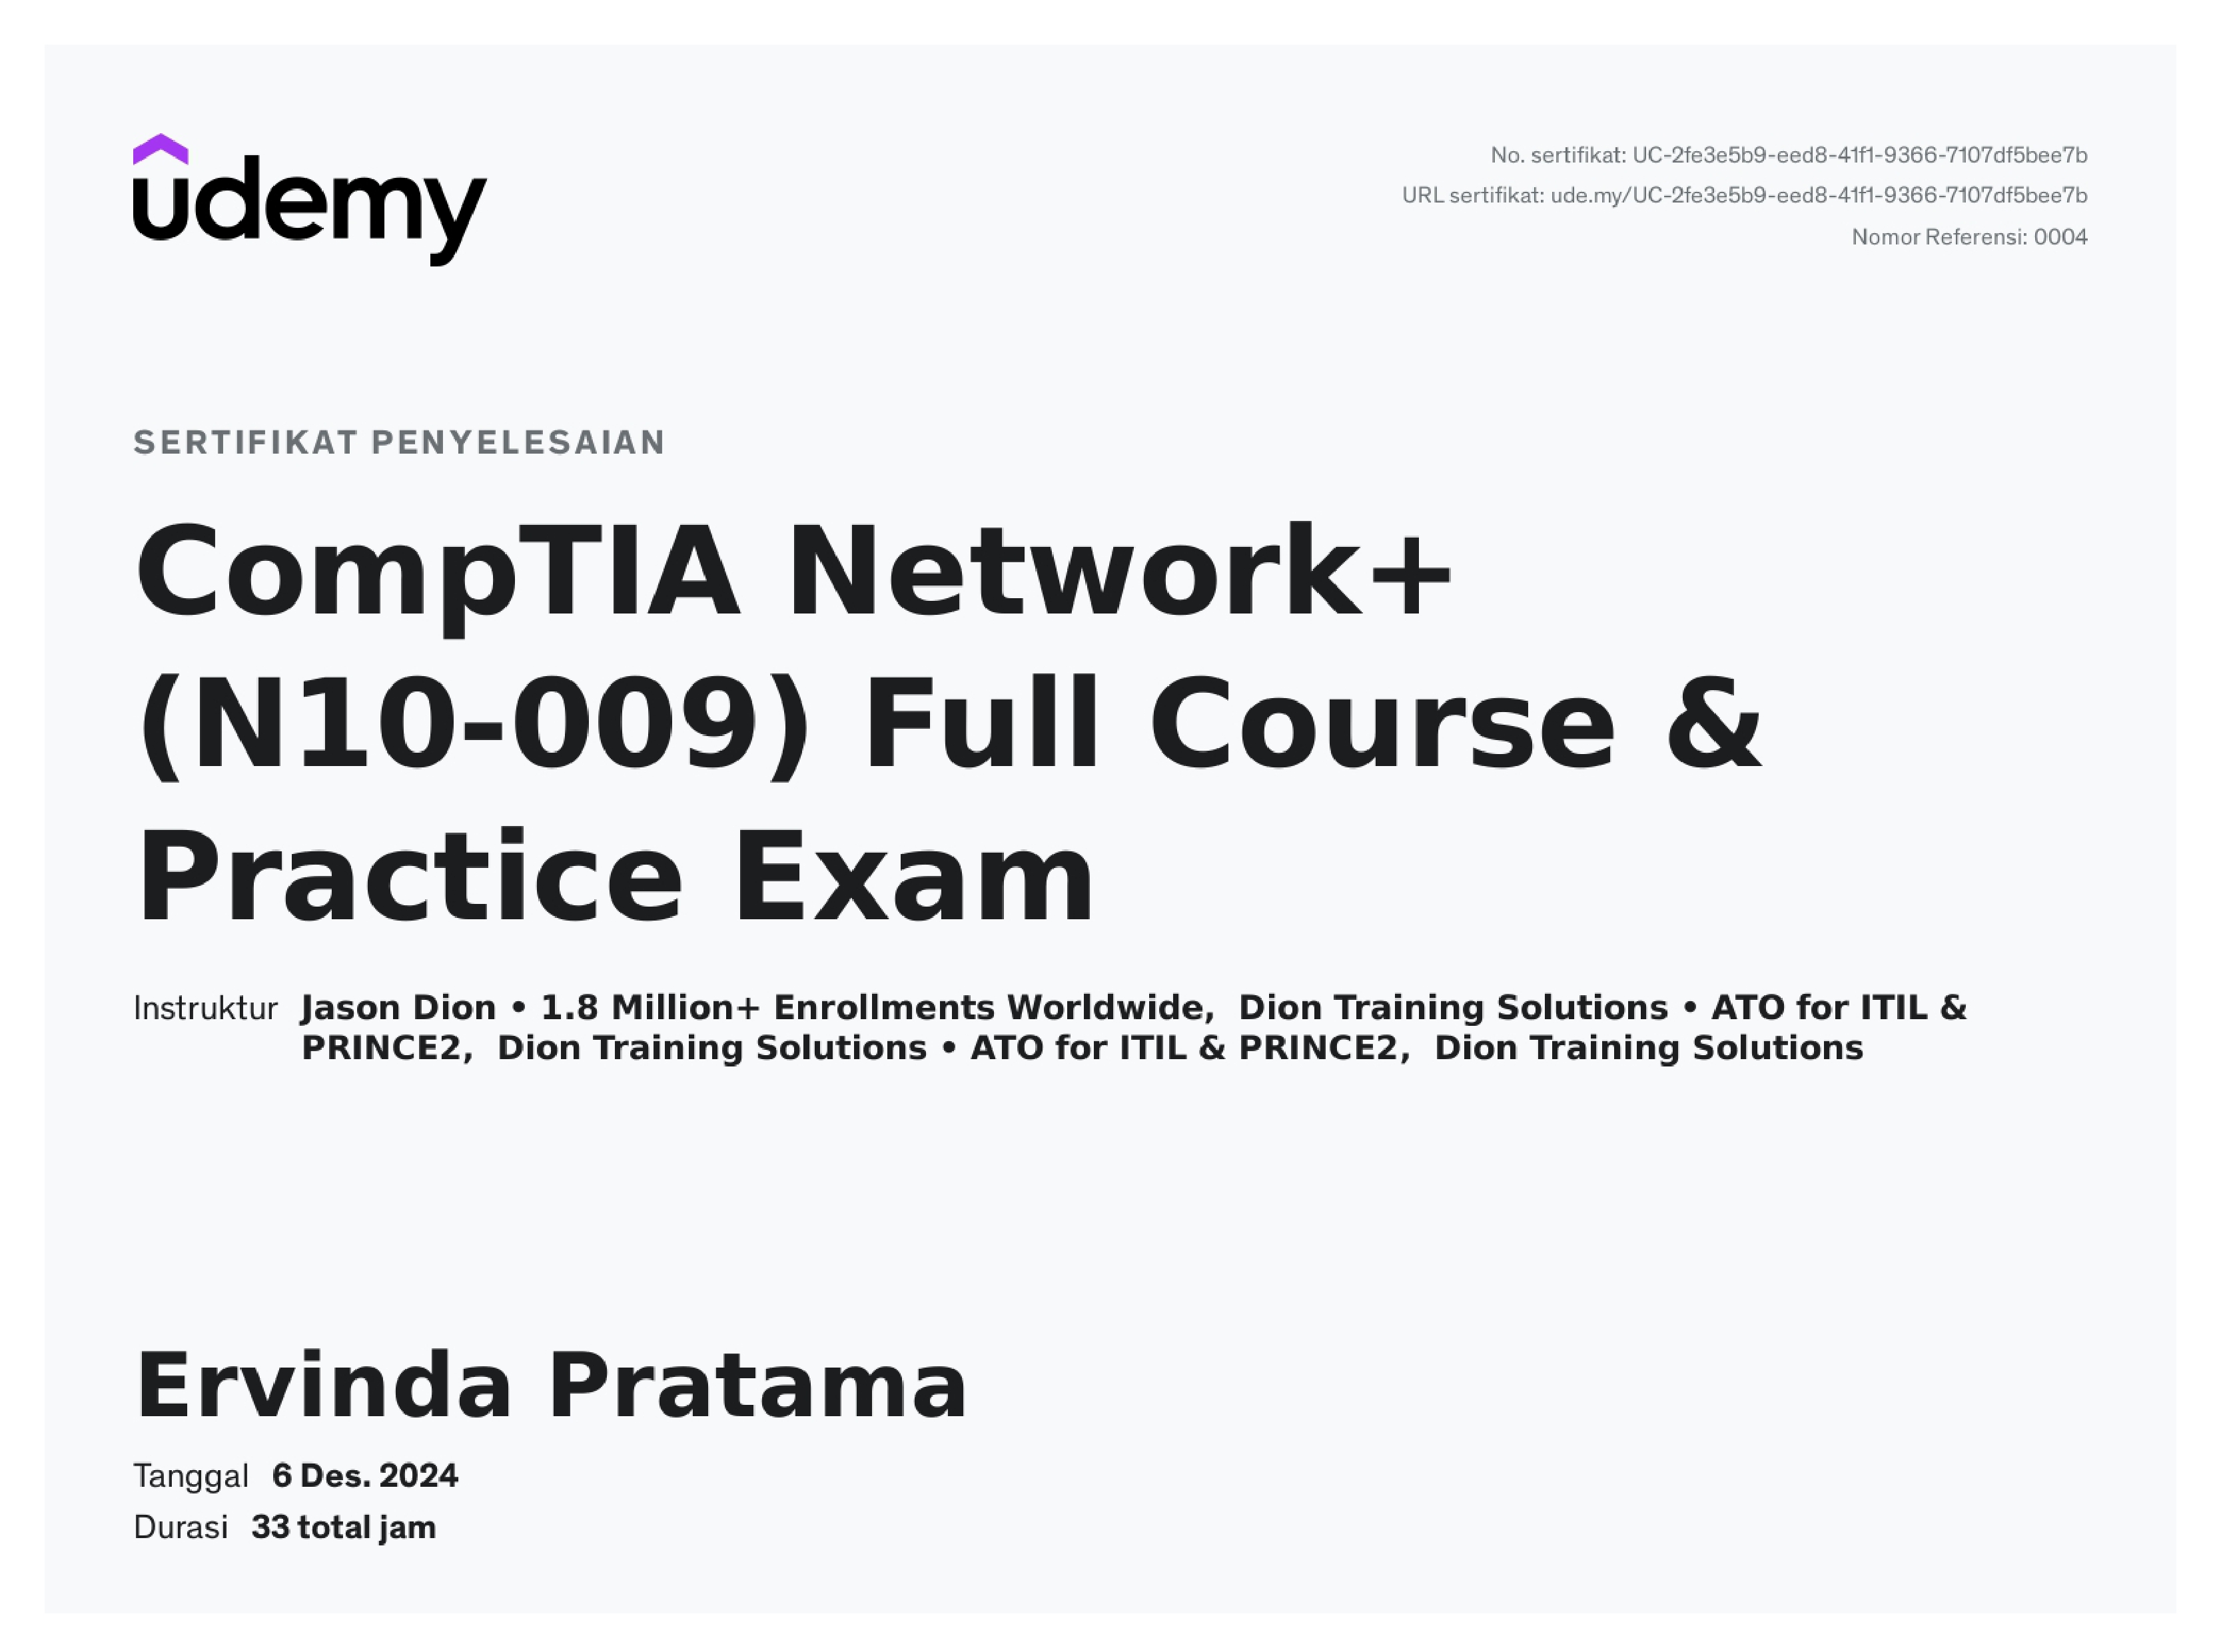 udemy
No. sertifikat: UC-2fe3e5b9-eed8-41f1-9366-7107df5bee7b
URL sertifikat: ude.my/UC-2fe3e5b9-eed8-41f1-9366-7107df5bee7b
Nomor Referensi: 0004
SERTIFIKAT PENYELESAIAN
CompTIA Network+
(N10-009) Full Course &
Practice Exam
Instruktur Jason Dion • 1.8 Million+ Enrollments Worldwide, Dion Training Solutions • ATO for ITIL &
PRINCE2, Dion Training Solutions • ATO for ITIL & PRINCE2, Dion Training Solutions
Ervinda Pratama
Tanggal 6 Des. 2024
Durasi 33 total jam